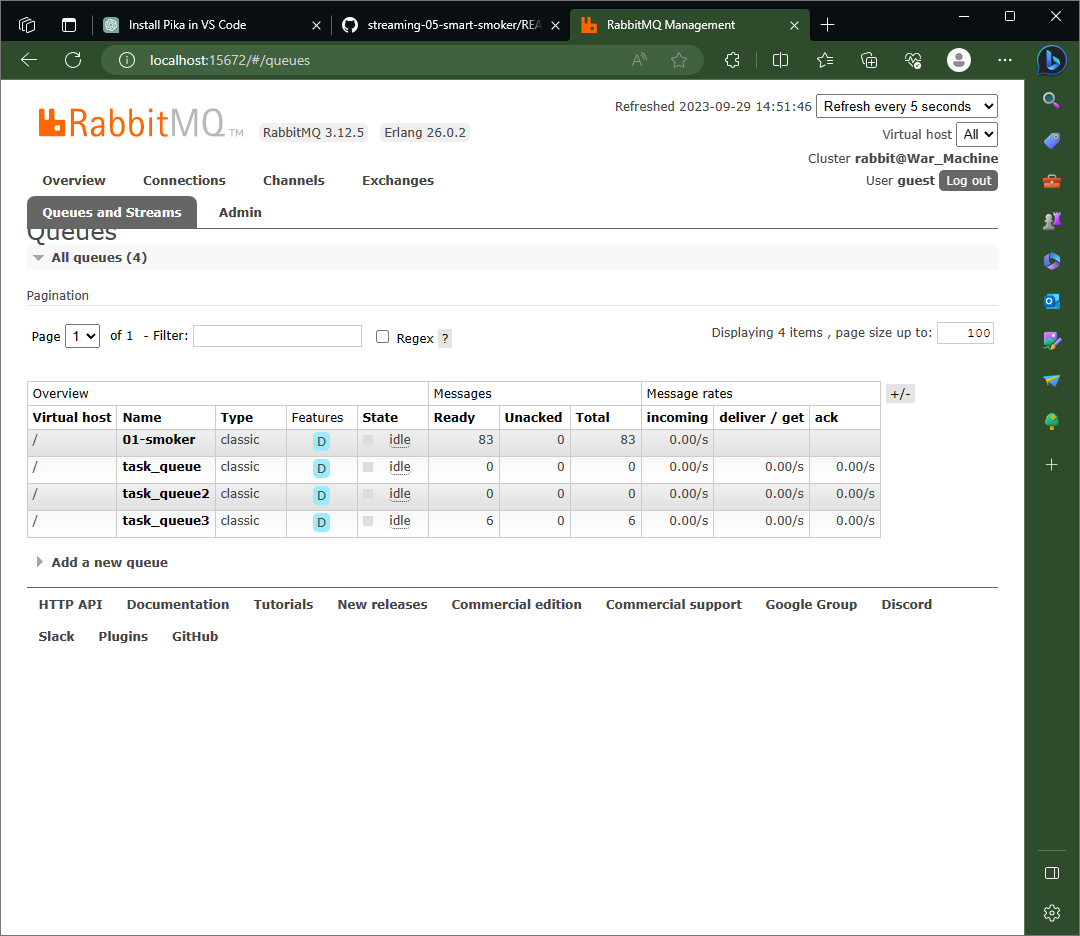 Install Pika in VS Code
streaming-05-smart-smoker/REA
RabbitMQ Management
localhost:15672/#/queues
Refreshed 2023-09-29 14:51:46 Refresh every 5 seconds
RabbitMQ TM RabbitMQ 3.12.5 Erlang 26.0.2
Virtual host All
Cluster rabbit@War_Machine
User guest Log out
Overview Connections Channels Exchanges
Queues and Streams Admin
Queues
All queues (4)
Pagination
Page 1 of 1 - Filter: Regex ? Displaying 4 items , page size up to: 100
Overview Messages Message rates +/-
Virtual host Name Type Features State Ready Unacked Total incoming deliver / get ack
/ 01-smoker classic D idle 83 0 83 0.00/s
/ task_queue classic D idle 0 0 0 0.00/s 0.00/s 0.00/s
/ task_queue2 classic D idle 0 0 0 0.00/s 0.00/s 0.00/s
/ task_queue3 classic D idle 6 0 6 0.00/s 0.00/s 0.00/s
Add a new queue
HTTP API Documentation Tutorials New releases Commercial edition Commercial support Google Group Discord
Slack Plugins GitHub